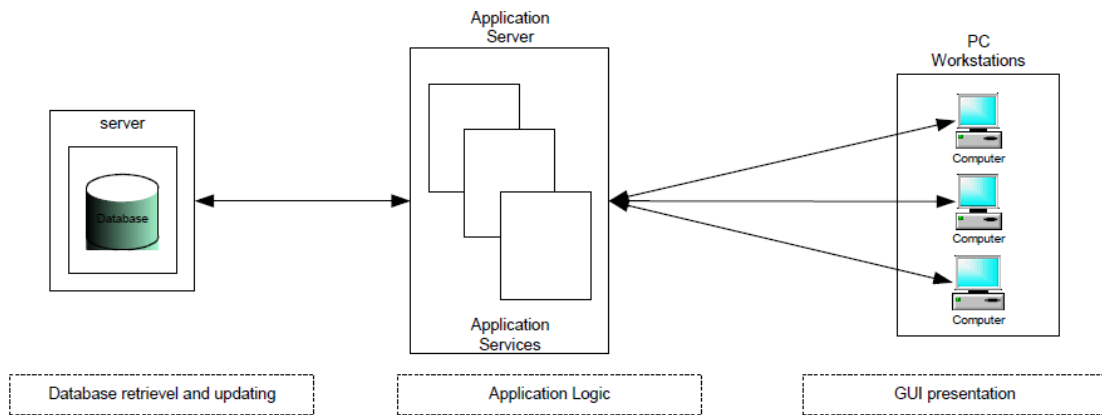 Application
Server
PC
Workstations
server
Database
Computer
Computer
Computer
Application
Services
Database retrievel and updating
Application Logic
GUI presentation